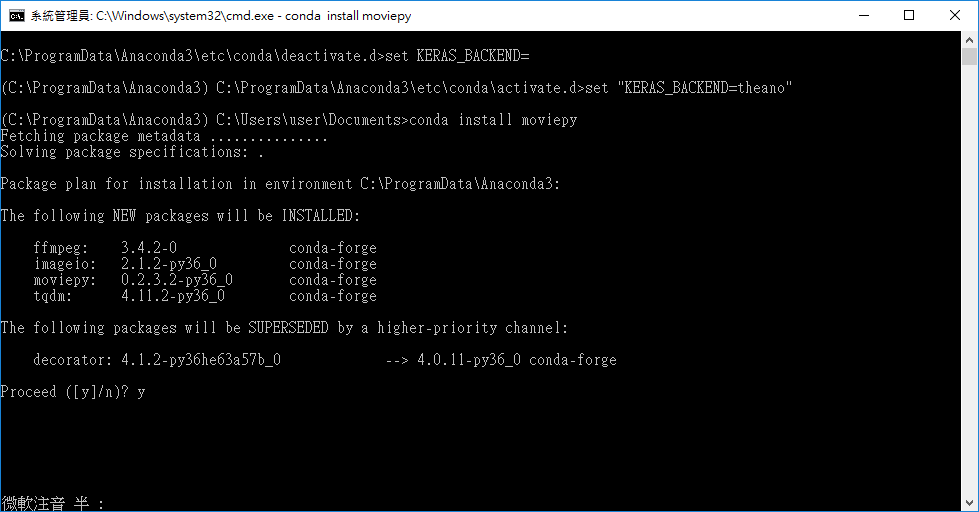 系統管理員: C:\Windows\system32\cmd.exe - conda  install moviepy
C:\ProgramData\Anaconda3\etc\conda\deactivate.d>set KERAS_BACKEND=
(C:\ProgramData\Anaconda3) C:\ProgramData\Anaconda3\etc\conda\activate.d>set "KERAS_BACKEND=theano"
(C:\ProgramData\Anaconda3) C:\Users\user\Documents>conda install moviepy
Fetching package metadata ...............
Solving package specifications: .
Package plan for installation in environment C:\ProgramData\Anaconda3:
The following NEW packages will be INSTALLED:
ffmpeg:    3.4.2-0              conda-forge
imageio:   2.1.2-py36_0         conda-forge
moviepy:   0.2.3.2-py36_0       conda-forge
tqdm:      4.11.2-py36_0        conda-forge
The following packages will be SUPERSEDED by a higher-priority channel:
decorator: 4.1.2-py36he63a57b_0             --> 4.0.11-py36_0 conda-forge
Proceed ([y]/n)? y
微軟注音 半 :